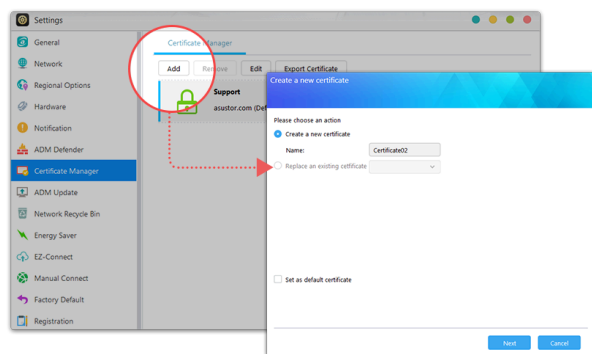 Settings
General
Network
Regional Options
Hardware
Notification
ADM Defender
Certificate Manager
ADM Update
Network Recycle Bin
Energy Saver
EZ-Connect
Manual Connect
Factory Default
Registration
Certificate Manager
Add Remove Edit Export Certificate
Support
asustor.com (Def
Create a new certificate
Please choose an action
Create a new certificate
Name: Certificate02
Replace an existing cetfificate
Set as default certificate
Next Cancel